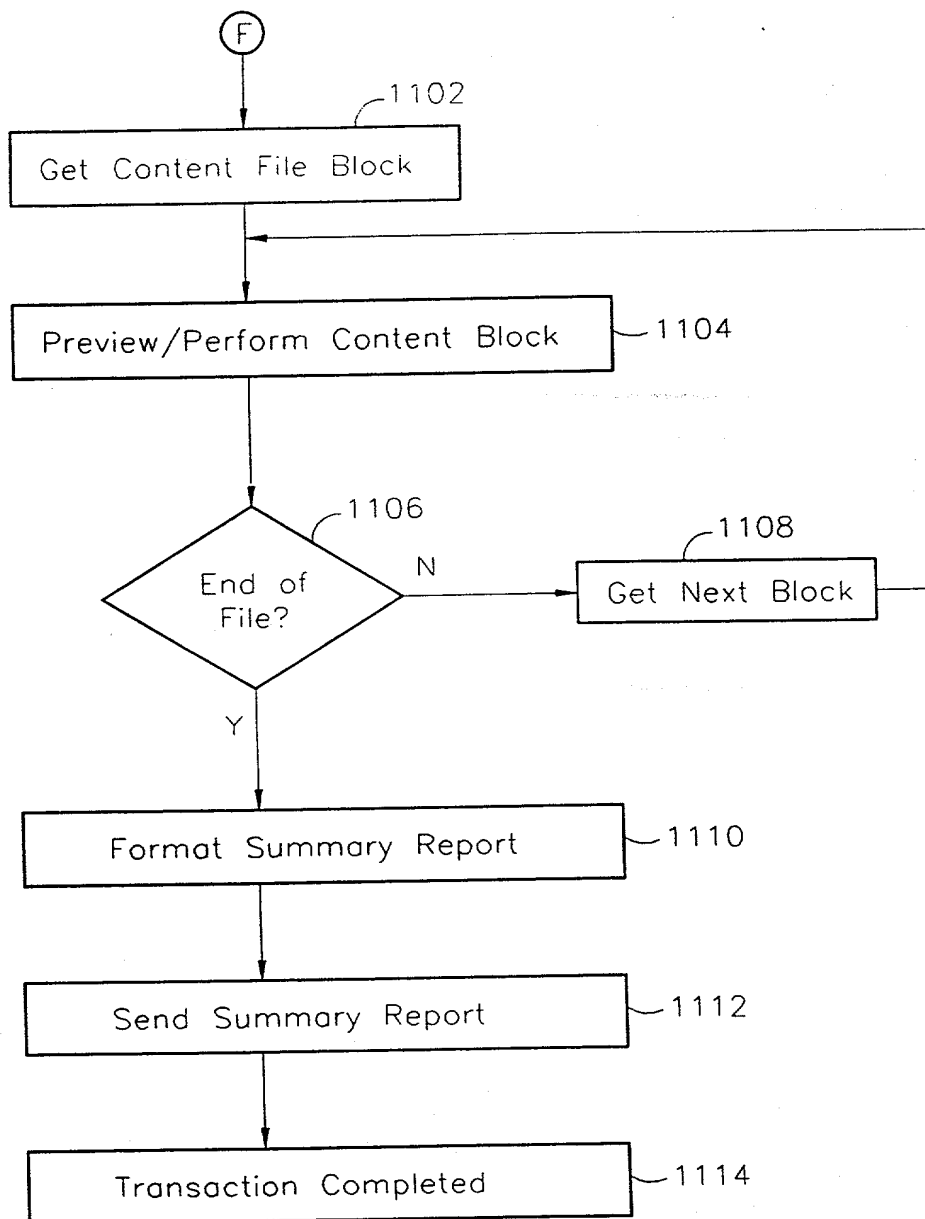 F
1102
Get Content File Block
Preview/Perform Content Block
1104
1106
End of
File?
N
1108
Get Next Block
Y
Format Summary Report
1110
Send Summary Report
1112
Transaction Completed
1114